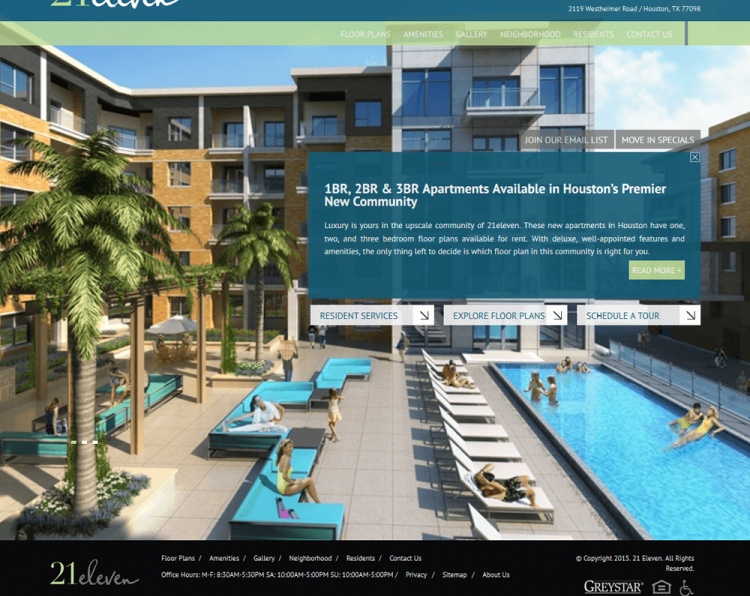 21eleven
2119 Westheimer Road / Houston, TX 77098
FLOOR PLANS AMENITIES GALLERY NEIGHBORHOOD RESIDENTS CONTACT US
JOIN OUR EMAIL LIST MOVE IN SPECIALS
1BR, 2BR & 3BR Apartments Available in Houston's Premier
New Community
Luxury is yours in the upscale community of 21eleven. These new apartments in Houston have one,
two, and three bedroom floor plans available for rent. With deluxe, well-appointed features and
amenities, the only thing left to decide is which floor plan in this community is right for you.
READ MORE +
RESIDENT SERVICES EXPLORE FLOOR PLANS SCHEDULE A TOUR
Floor Plans / Amenities / Gallery / Neighborhood / Residents / Contact Us
© Copyright 2015. 21 Eleven. All Rights
Reserved.
21eleven
Office Hours: M-F: 8:30AM-5:30PM SA: 10:00AM-5:00PM SU: 10:00AM-5:00PM / Privacy / Sitemap / About Us
GREYSTAR